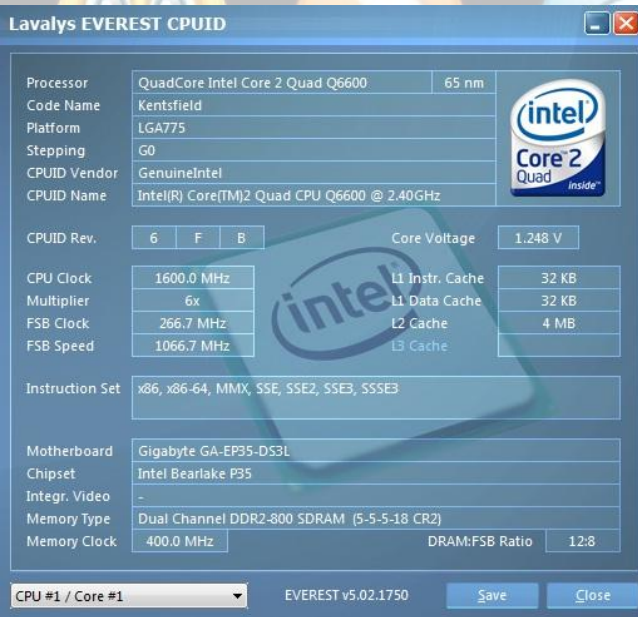 Lavalys EVEREST CPUID
Processor QuadCore Intel Core 2 Quad Q6600 65 nm
Code Name Kentsfield
Platform LGA775
Stepping G0
CPUID Vendor GenuineIntel
CPUID Name Intel(R) Core(TM)2 Quad CPU Q6600 @ 2.40GHz
intel
Core™2
Quad
inside™
CPUID Rev. 6 F B Core Voltage 1.248 V
CPU Clock 1600.0 MHz L1 Instr. Cache 32 KB
Multiplier 6x L1 Data Cache 32 KB
FSB Clock 266.7 MHz L2 Cache 4 MB
FSB Speed 1066.7 MHz L3 Cache
intel
Instruction Set x86, x86-64, MMX, SSE, SSE2, SSE3, SSSE3
Motherboard Gigabyte GA-EP35-DS3L
Chipset Intel Bearlake P35
Integr. Video -
Memory Type Dual Channel DDR2-800 SDRAM (5-5-5-18 CR2)
Memory Clock 400.0 MHz DRAM:FSB Ratio 12:8
CPU #1 / Core #1 EVEREST v5.02.1750 Save Close